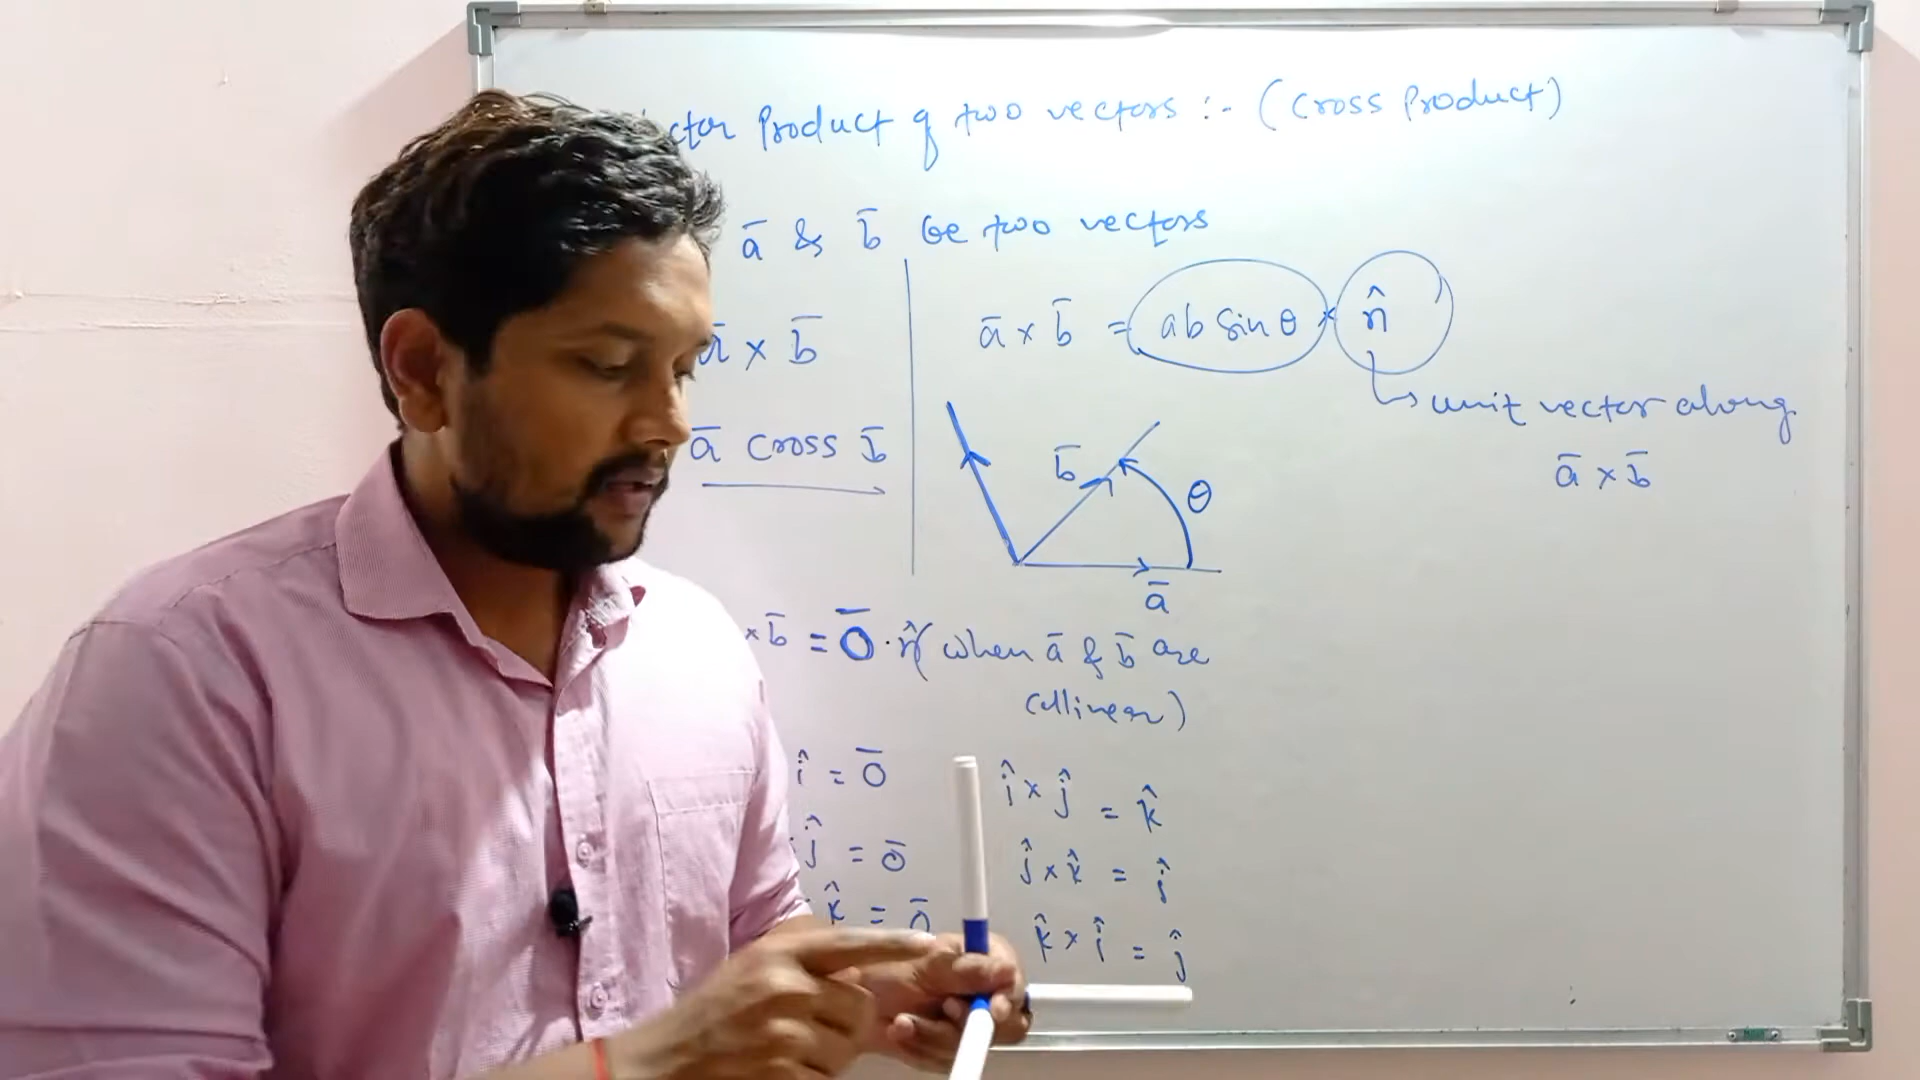 ctor Product of two vectors :- (Cross Product)
ā & b̄ be two vectors
ā × b̄
ā cross b̄
ā × b̄ = ab sin θ × n̂
unit vector along
ā × b̄
b̄
θ
ā
× b̄ = 0̄ · n̂ (when ā & b̄ are
collinear)
î = 0̄
ĵ = 0̄
k̂ = 0̄
î × ĵ = k̂
ĵ × k̂ = î
k̂ × î = ĵ